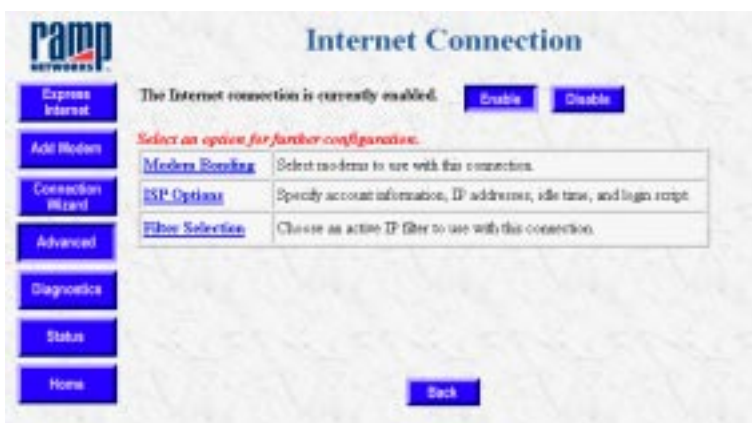 ramp
NETWORKS
Internet Connection
Express
Internet
Add Modem
Connection
Wizard
Advanced
Diagnostics
Status
Home
The Internet connection is currently enabled.
Enable
Disable
Select an option for further configuration.
Modem Bonding
Select modems to use with this connection.
ISP Options
Specify account information, IP addresses, idle time, and login script
Filter Selection
Choose an active IP filter to use with this connection.
Back